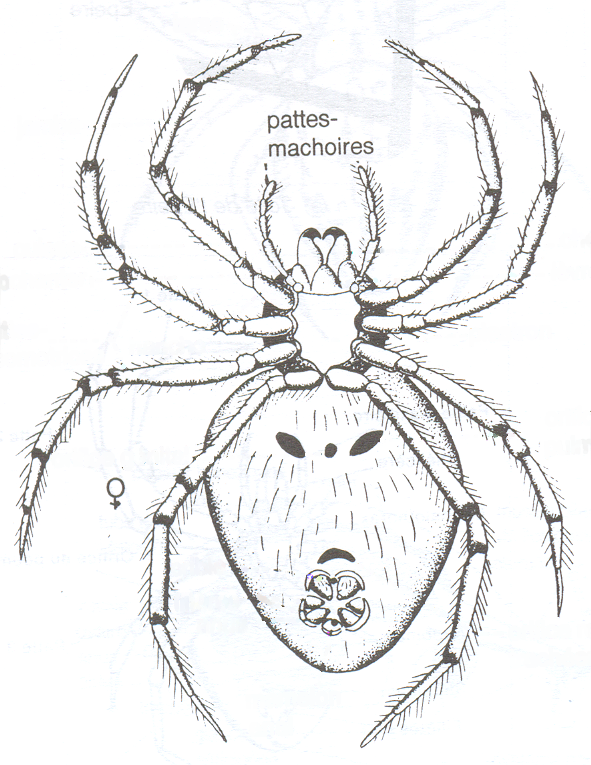 pattes-
machoires
♀